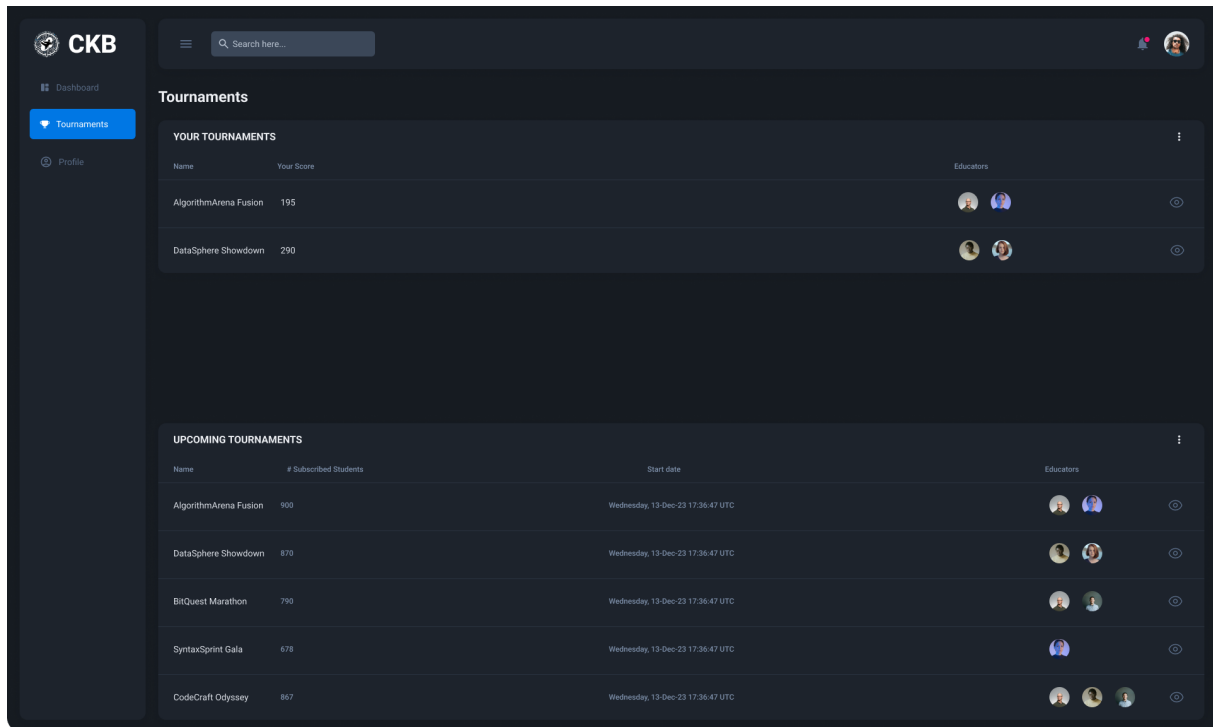 CKB
Search here...
Dashboard
Tournaments
Profile
Tournaments
YOUR TOURNAMENTS
Name Your Score Educators
AlgorithmArena Fusion 195
DataSphere Showdown 290
UPCOMING TOURNAMENTS
Name # Subscribed Students Start date Educators
AlgorithmArena Fusion 900 Wednesday, 13-Dec-23 17:36:47 UTC
DataSphere Showdown 870 Wednesday, 13-Dec-23 17:36:47 UTC
BitQuest Marathon 790 Wednesday, 13-Dec-23 17:36:47 UTC
SyntaxSprint Gala 678 Wednesday, 13-Dec-23 17:36:47 UTC
CodeCraft Odyssey 867 Wednesday, 13-Dec-23 17:36:47 UTC